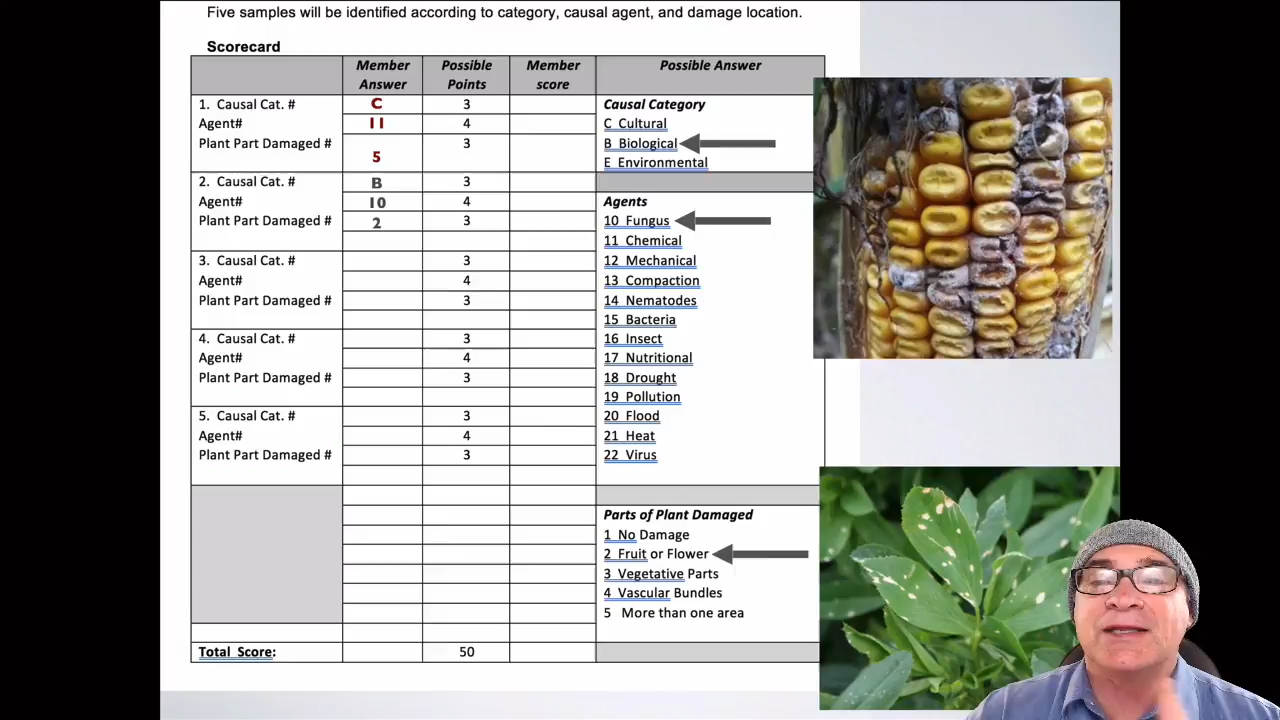 Five samples will be identified according to category, causal agent, and damage location.
Scorecard
Member Answer Possible Points Member score Possible Answer
1. Causal Cat. # C 3 Causal Category
Agent# 11 4 C Cultural
Plant Part Damaged # 5 3 B Biological
E Environmental
2. Causal Cat. # B 3
Agent# 10 4 Agents
Plant Part Damaged # 2 3 10 Fungus
11 Chemical
3. Causal Cat. # 3 12 Mechanical
Agent# 4 13 Compaction
Plant Part Damaged # 3 14 Nematodes
15 Bacteria
4. Causal Cat. # 3 16 Insect
Agent# 4 17 Nutritional
Plant Part Damaged # 3 18 Drought
19 Pollution
5. Causal Cat. # 3 20 Flood
Agent# 4 21 Heat
Plant Part Damaged # 3 22 Virus
Parts of Plant Damaged
1 No Damage
2 Fruit or Flower
3 Vegetative Parts
4 Vascular Bundles
5 More than one area
Total Score: 50